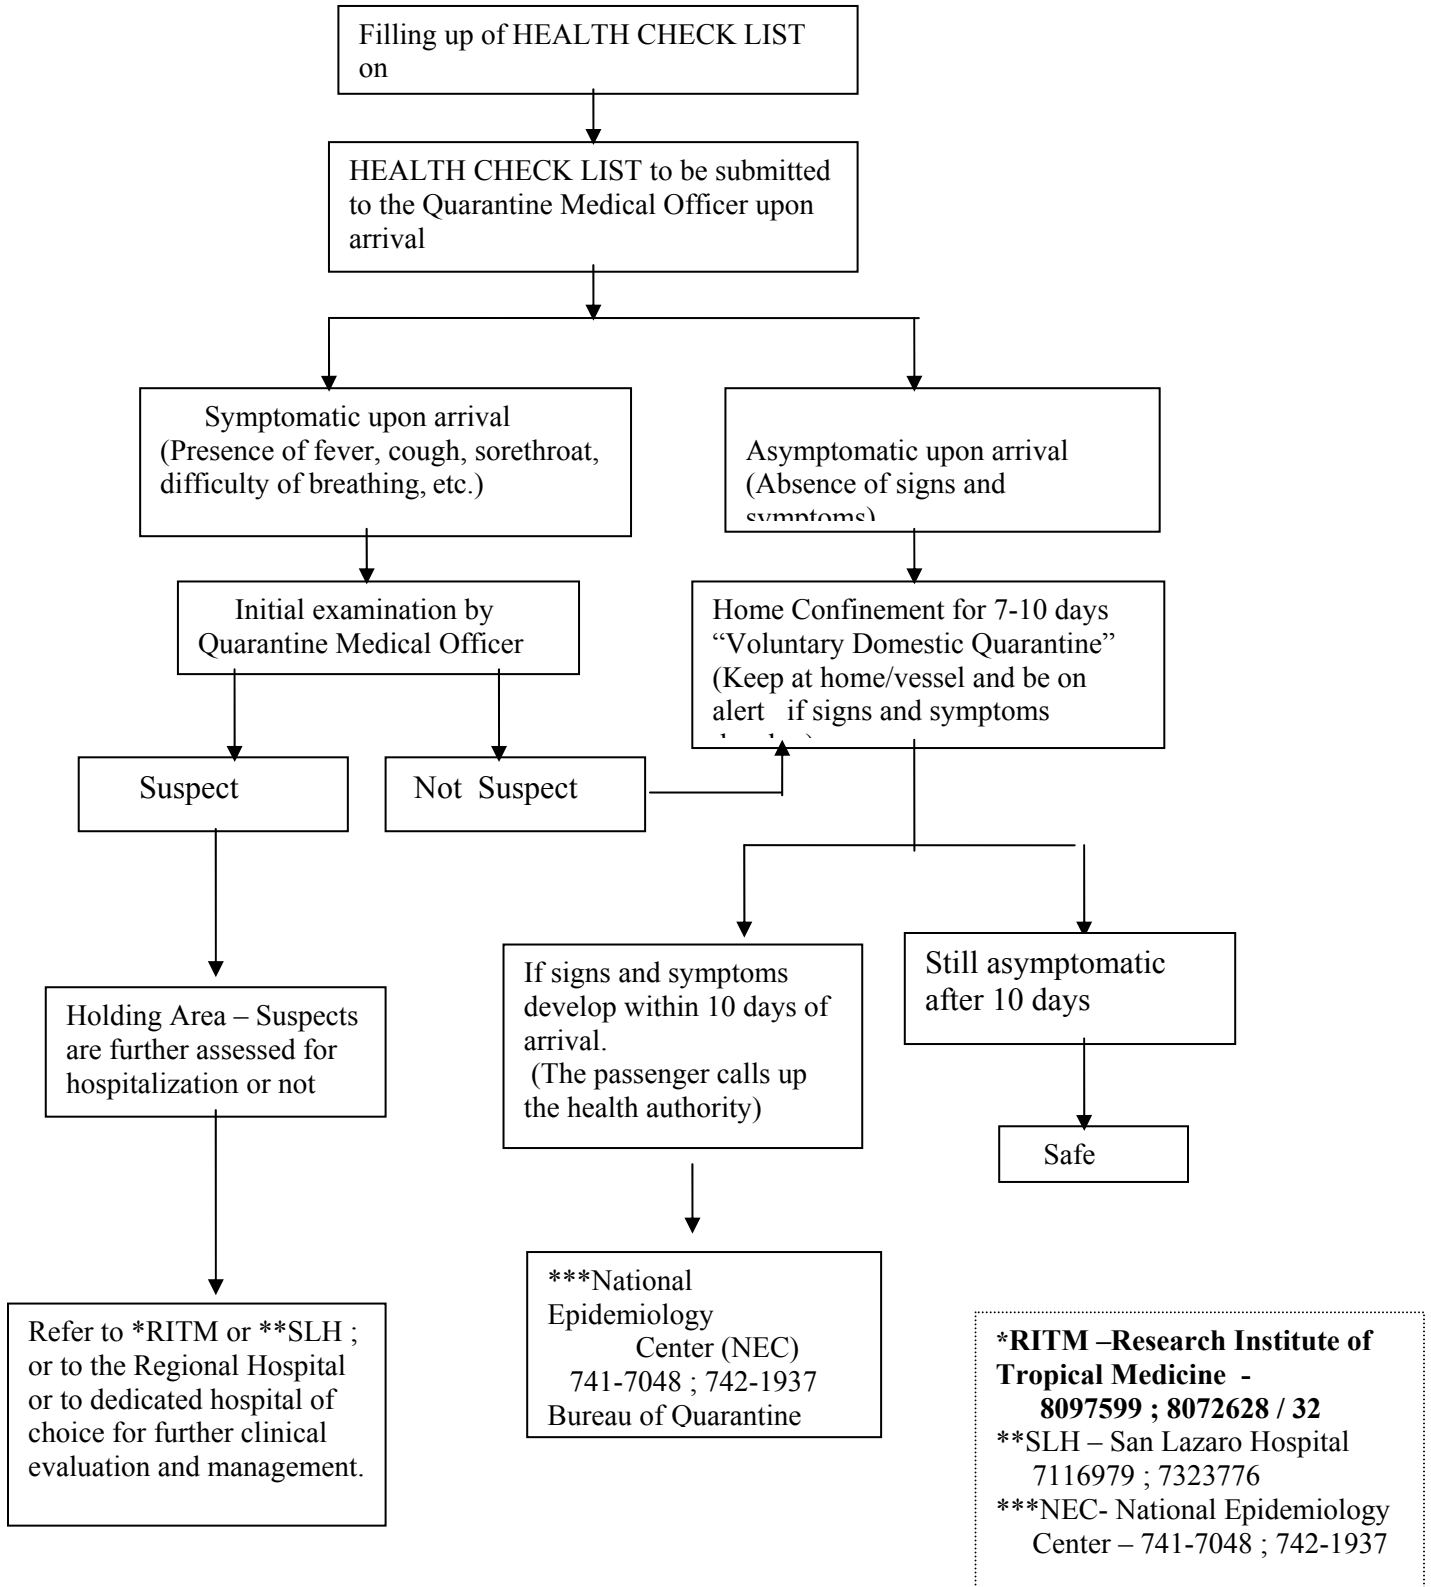 Filling up of HEALTH CHECK LIST
on
HEALTH CHECK LIST to be submitted
to the Quarantine Medical Officer upon
arrival
Symptomatic upon arrival
(Presence of fever, cough, sorethroat,
difficulty of breathing, etc.)
Asymptomatic upon arrival
(Absence of signs and
symptoms)
Initial examination by
Quarantine Medical Officer
Home Confinement for 7-10 days
“Voluntary Domestic Quarantine”
(Keep at home/vessel and be on
alert if signs and symptoms
Suspect
Not Suspect
If signs and symptoms
develop within 10 days of
arrival.
(The passenger calls up
the health authority)
Still asymptomatic
after 10 days
Holding Area – Suspects
are further assessed for
hospitalization or not
Safe
Refer to *RITM or **SLH ;
or to the Regional Hospital
or to dedicated hospital of
choice for further clinical
evaluation and management.
***National
Epidemiology
Center (NEC)
741-7048 ; 742-1937
Bureau of Quarantine
*RITM –Research Institute of
Tropical Medicine -
8097599 ; 8072628 / 32
**SLH – San Lazaro Hospital
7116979 ; 7323776
***NEC- National Epidemiology
Center – 741-7048 ; 742-1937